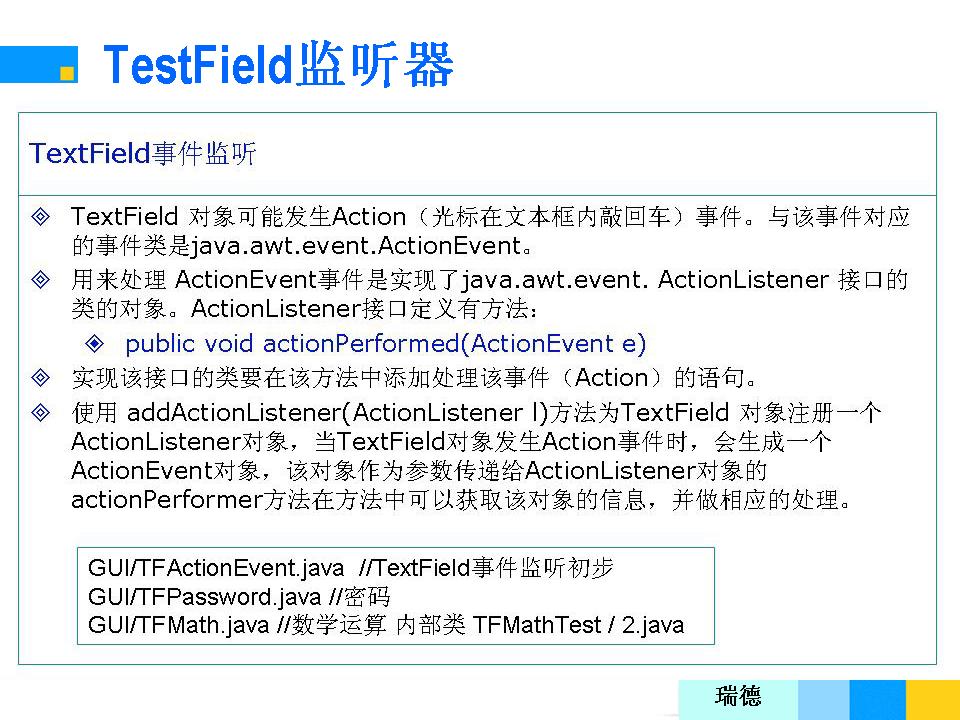 TestField监听器
TextField事件监听
TextField 对象可能发生Action（光标在文本框内敲回车）事件。与该事件对应
的事件类是java.awt.event.ActionEvent。
用来处理 ActionEvent事件是实现了java.awt.event. ActionListener 接口的
类的对象。ActionListener接口定义有方法：
public void actionPerformed(ActionEvent e)
实现该接口的类要在该方法中添加处理该事件（Action）的语句。
使用 addActionListener(ActionListener l)方法为TextField 对象注册一个
ActionListener对象，当TextField对象发生Action事件时，会生成一个
ActionEvent对象，该对象作为参数传递给ActionListener对象的
actionPerformer方法在方法中可以获取该对象的信息，并做相应的处理。
GUI/TFActionEvent.java  //TextField事件监听初步
GUI/TFPassword.java //密码
GUI/TFMath.java //数学运算 内部类 TFMathTest / 2.java
瑞德